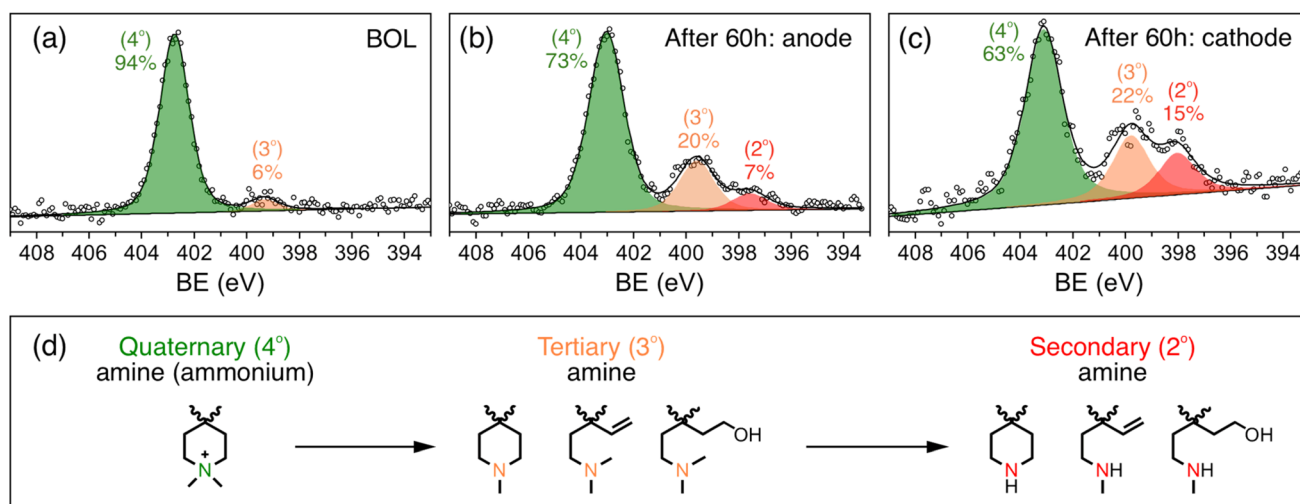 (a)
BOL
(4°)
94%
(3°)
6%
408 406 404 402 400 398 396 394
BE (eV)
(b)
After 60h: anode
(4°)
73%
(3°)
20%
(2°)
7%
408 406 404 402 400 398 396 394
BE (eV)
(c)
After 60h: cathode
(4°)
63%
(3°)
22%
(2°)
15%
408 406 404 402 400 398 396 394
BE (eV)
(d)
Quaternary (4°)
amine (ammonium)
Tertiary (3°)
amine
Secondary (2°)
amine
+
N
N
N
OH
N
N
H
NH
OH
NH